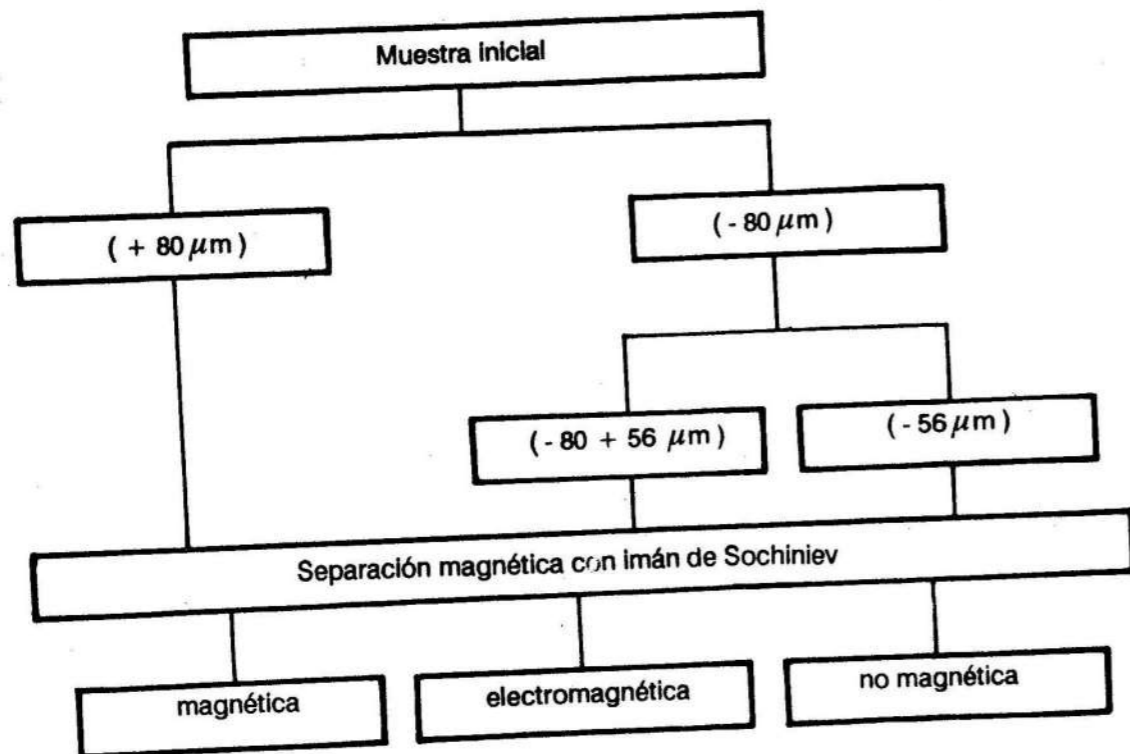 Muestra inicial
( + 80 μm )
( - 80 μm )
( - 80 + 56 μm )
( - 56 μm )
Separación magnética con imán de Sochiniev
magnética
electromagnética
no magnética